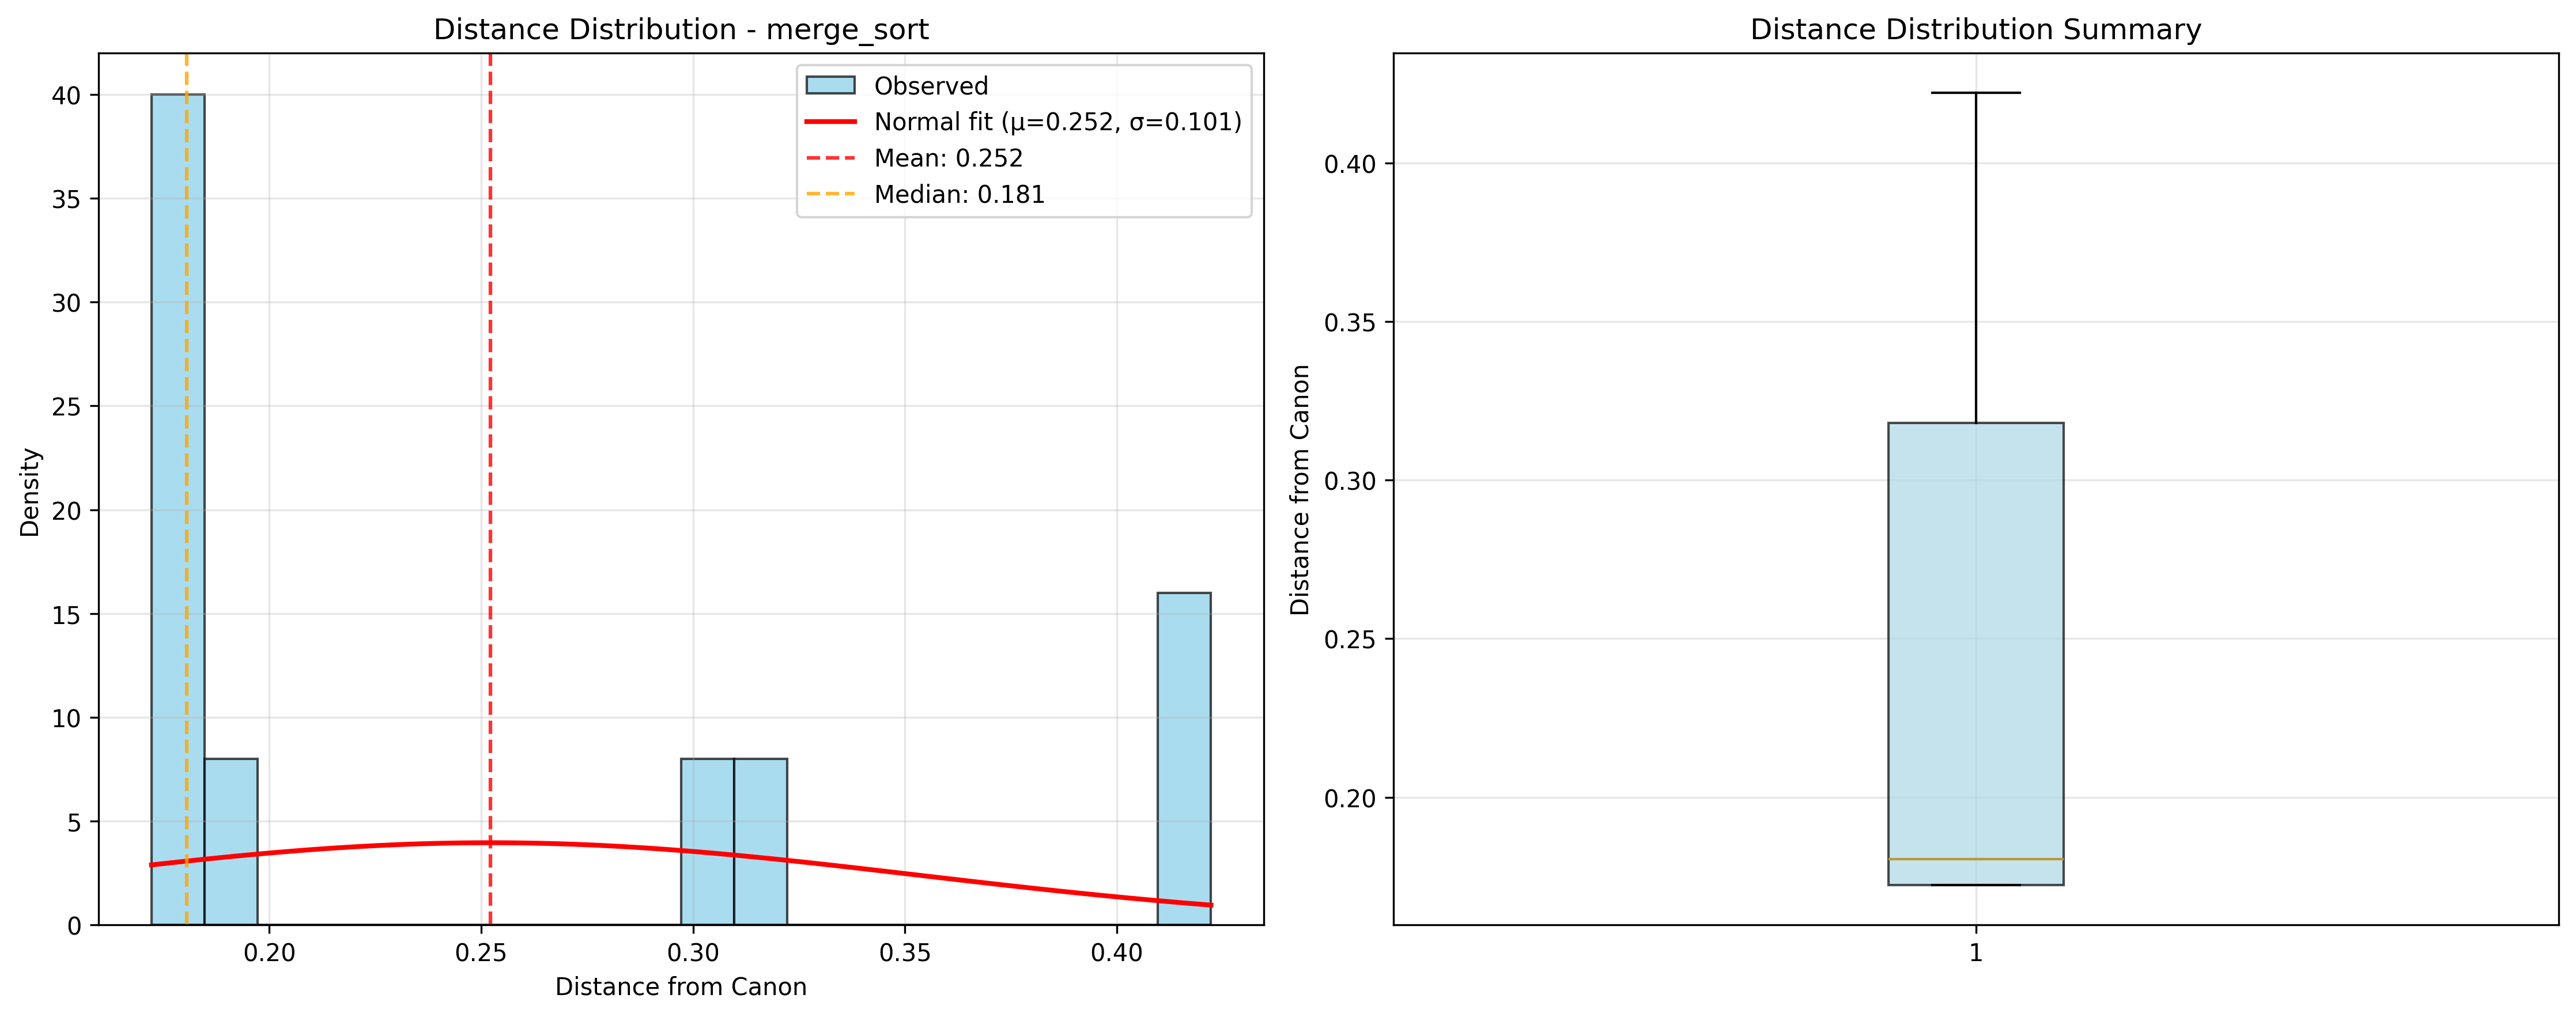 Distance Distribution - merge_sort
Observed
Normal fit (μ=0.252, σ=0.101)
Mean: 0.252
Median: 0.181
40
35
30
25
20
15
10
5
0
Density
0.20 0.25 0.30 0.35 0.40
Distance from Canon
Distance Distribution Summary
0.40
0.35
0.30
0.25
0.20
Distance from Canon
1